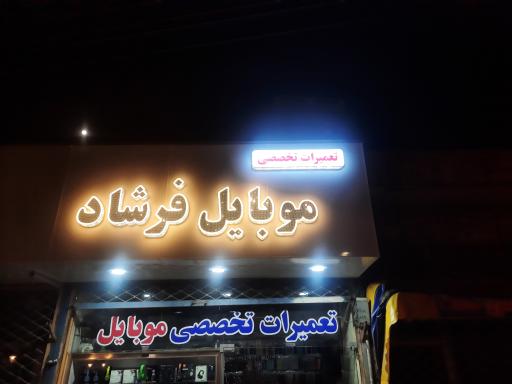 تعمیرات تخصصی
موبایل فرشاد
تعمیرات تخصصی موبایل